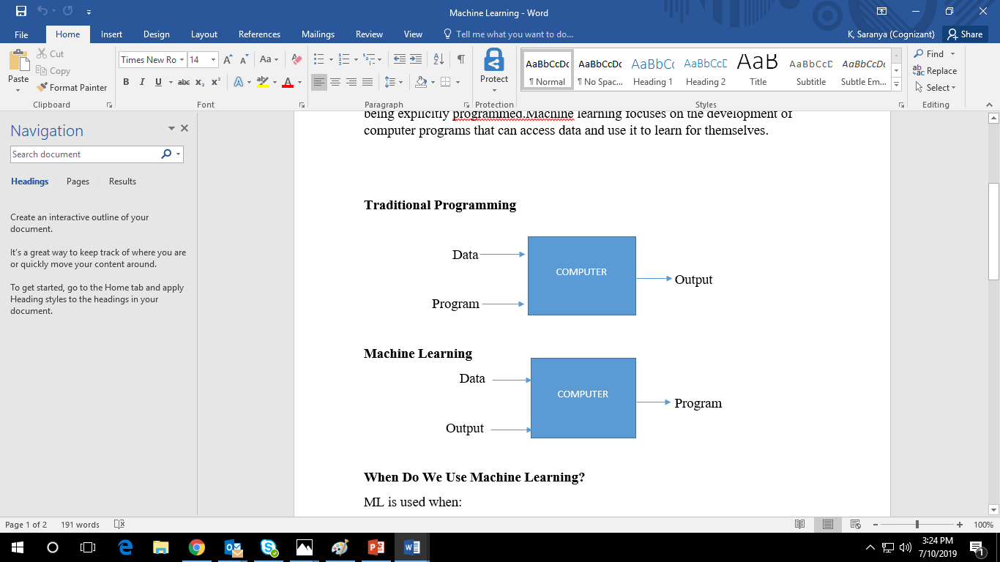 Machine Learning - Word
File Home Insert Design Layout References Mailings Review View Tell me what you want to do... K, Saranya (Cognizant) Share
Paste
Cut
Copy
Format Painter
Clipboard
Times New Ro 14 Aa
B I U abc x₂ x² A ab A
Font
Paragraph
Protect
Protection
AaBbCcDc AaBbCcDc AaBbCc AaBbCcD AaB AaBbCcD AaBbCcDc
¶ Normal ¶ No Spac... Heading 1 Heading 2 Title Subtitle Subtle Em...
Styles
Find
Replace
Select
Editing
Navigation
Search document
Headings Pages Results
Create an interactive outline of your
document.
It's a great way to keep track of where you are
or quickly move your content around.
To get started, go to the Home tab and apply
Heading styles to the headings in your
document.
being explicitly programmed.Machine learning focuses on the development of
computer programs that can access data and use it to learn for themselves.
Traditional Programming
Data
COMPUTER
Output
Program
Machine Learning
Data
COMPUTER
Program
Output
When Do We Use Machine Learning?
ML is used when:
Page 1 of 2 191 words
100%
3:24 PM
7/10/2019
1